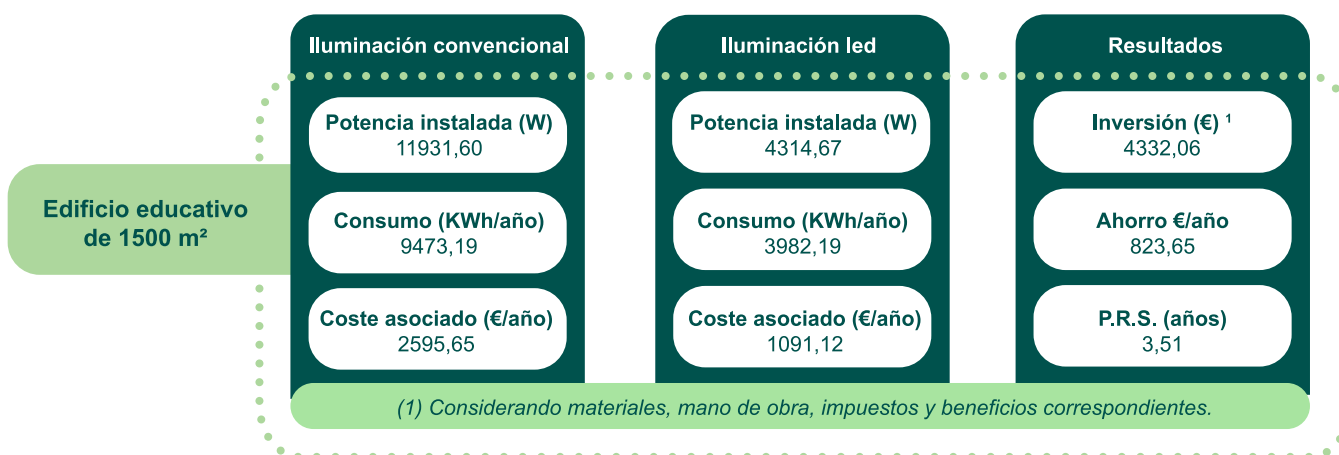 Iluminación convencional
Potencia instalada (W)
11931,60
Consumo (KWh/año)
9473,19
Coste asociado (€/año)
2595,65
Iluminación led
Potencia instalada (W)
4314,67
Consumo (KWh/año)
3982,19
Coste asociado (€/año)
1091,12
Resultados
Inversión (€) ¹
4332,06
Ahorro €/año
823,65
P.R.S. (años)
3,51
Edificio educativo
de 1500 m²
(1) Considerando materiales, mano de obra, impuestos y beneficios correspondientes.